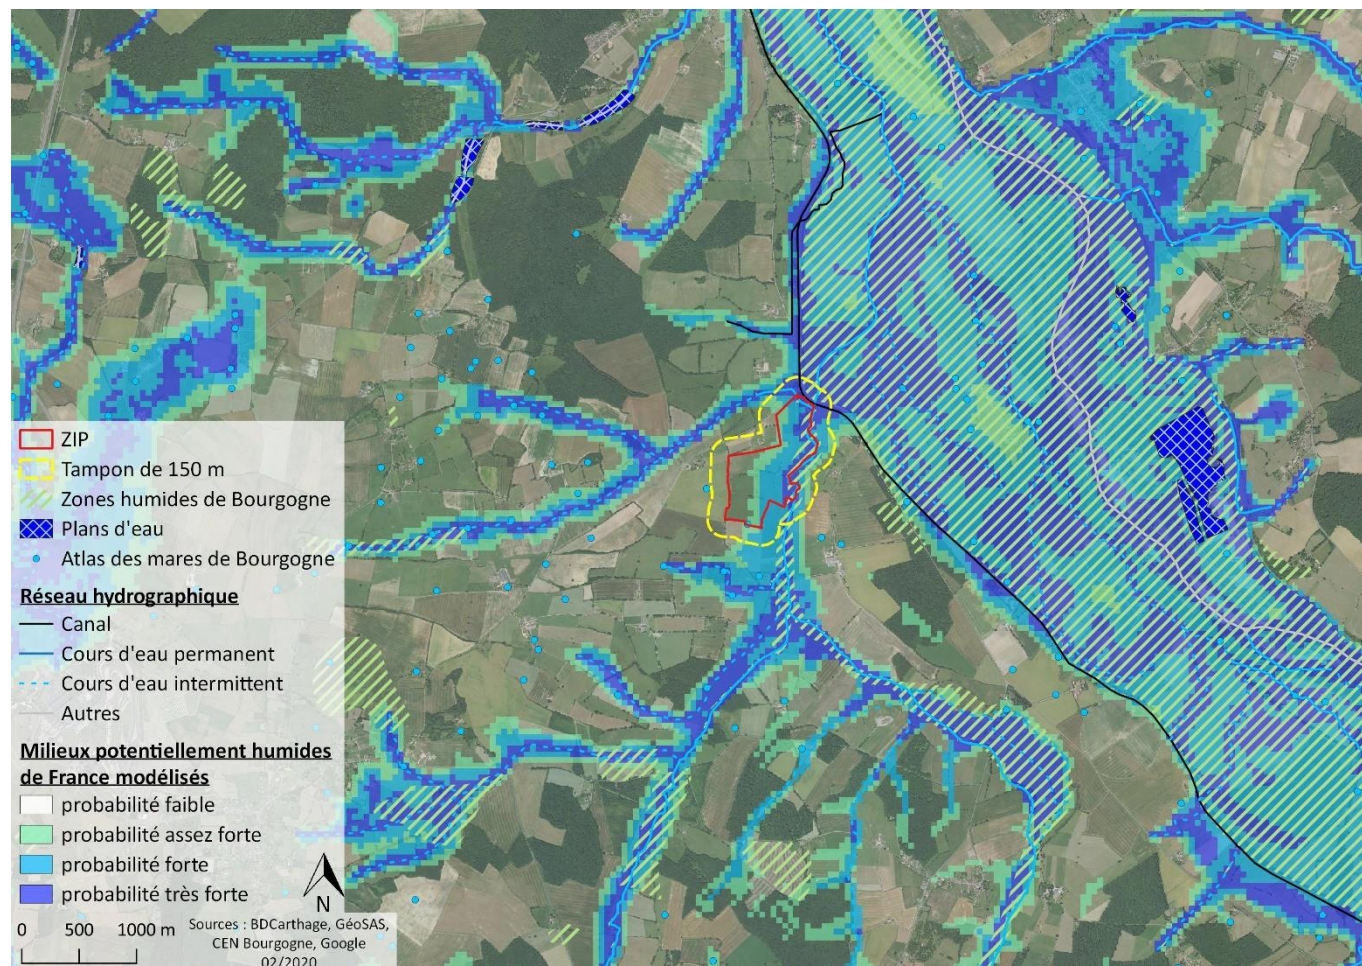 ZIP
Tampon de 150 m
Zones humides de Bourgogne
Plans d'eau
Atlas des mares de Bourgogne
Réseau hydrographique
Canal
Cours d'eau permanent
Cours d'eau intermittent
Autres
Milieux potentiellement humides
de France modélisés
probabilité faible
probabilité assez forte
probabilité forte
probabilité très forte
N
0 500 1000 m
Sources : BDCarthage, GéoSAS,
CEN Bourgogne, Google
02/2020